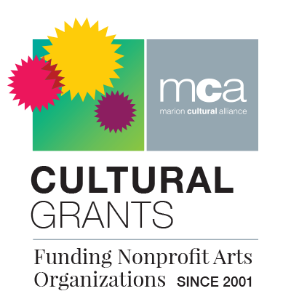 mca
marion cultural alliance
CULTURAL
GRANTS
Funding Nonprofit Arts
Organizations SINCE 2001